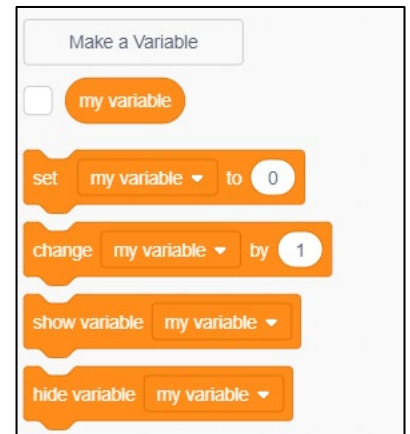 Make a Variable
my variable
set my variable to 0
change my variable by 1
show variable my variable
hide variable my variable